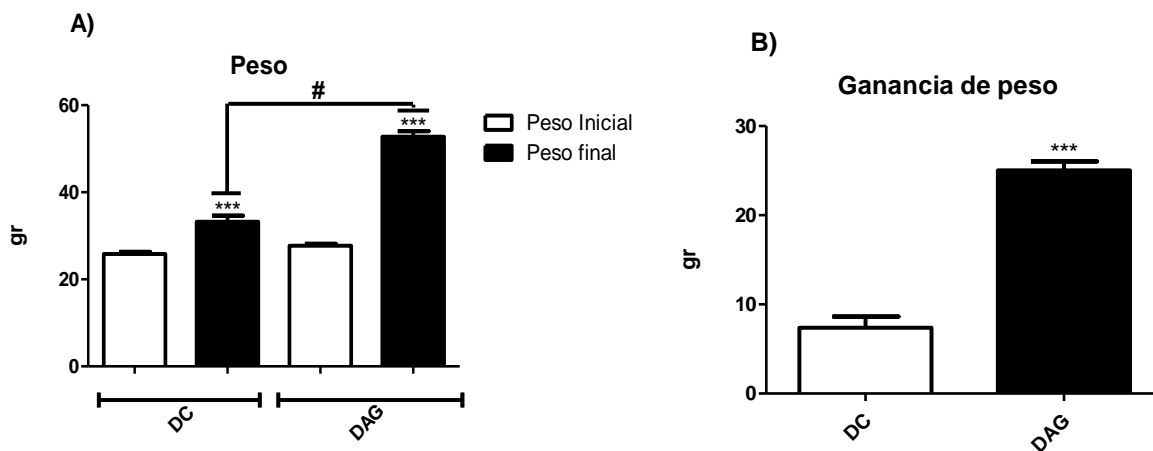 A)
Peso
#
60
40
20
0
gr
***
***
Peso Inicial
Peso final
DC
DAG
B)
Ganancia de peso
30
20
10
0
gr
***
DC
DAG